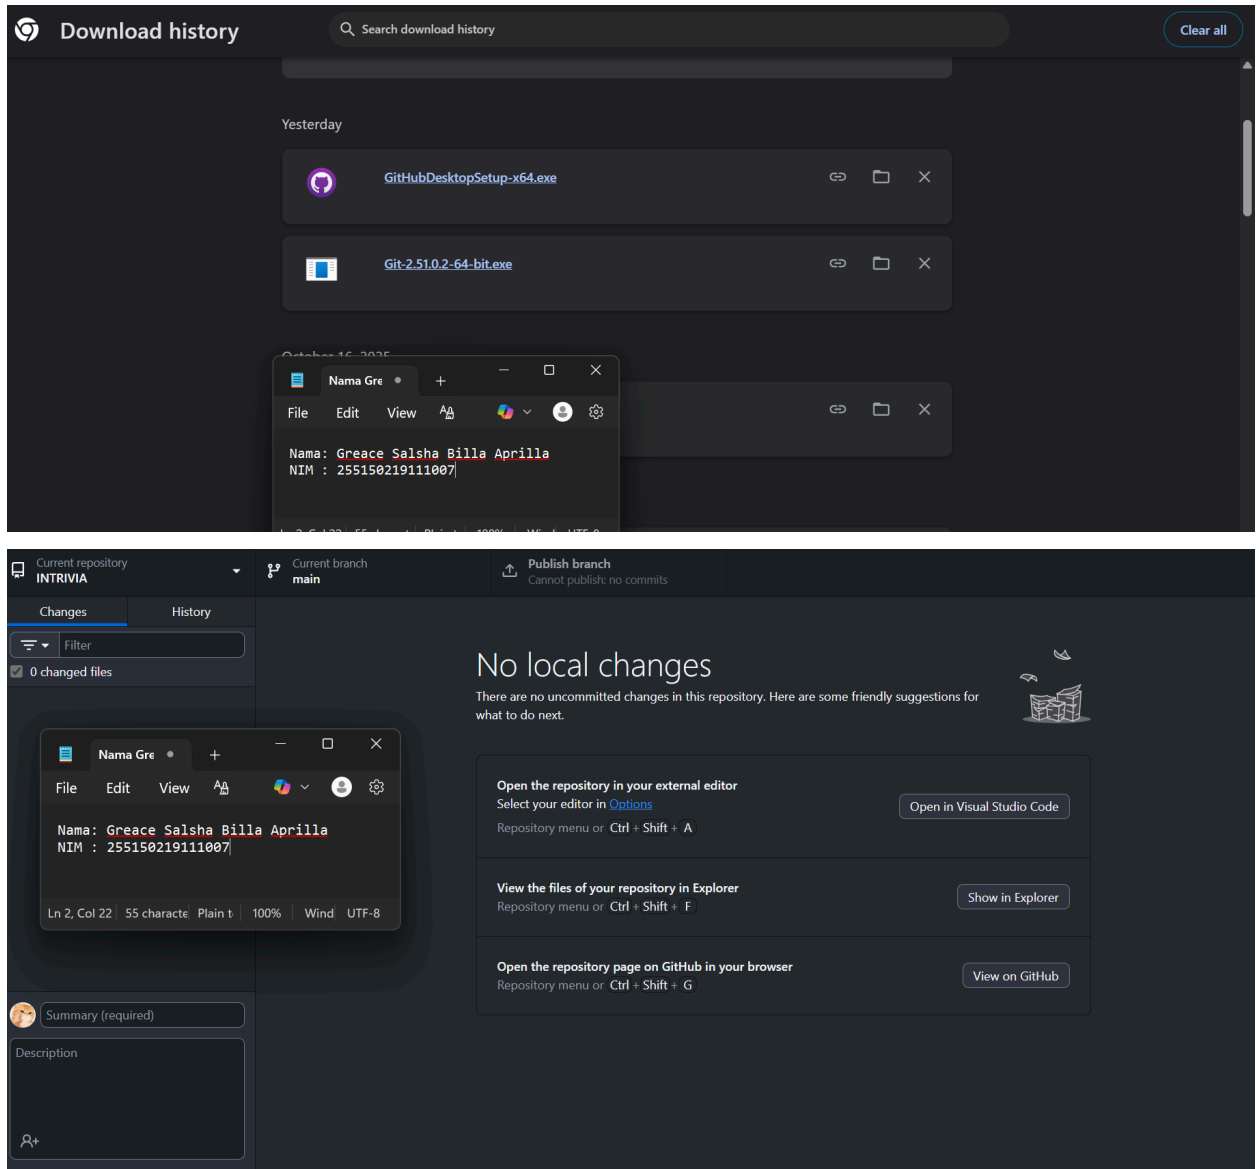 Download history
Search download history
Clear all
Yesterday
GitHubDesktopSetup-x64.exe
Git-2.51.0.2-64-bit.exe
October 16, 2025
Nama Gre
File Edit View
Nama: Greace Salsha Billa Aprilla
NIM : 255150219111007
Current repository
INTRIVIA
Current branch
main
Publish branch
Cannot publish: no commits
Changes History
Filter
0 changed files
No local changes
There are no uncommitted changes in this repository. Here are some friendly suggestions for
what to do next.
Nama Gre
File Edit View
Nama: Greace Salsha Billa Aprilla
NIM : 255150219111007
Ln 2, Col 22 55 characte Plain t 100% Wind UTF-8
Open the repository in your external editor
Select your editor in Options
Repository menu or Ctrl + Shift + A
Open in Visual Studio Code
View the files of your repository in Explorer
Repository menu or Ctrl + Shift + F
Show in Explorer
Open the repository page on GitHub in your browser
Repository menu or Ctrl + Shift + G
View on GitHub
Summary (required)
Description